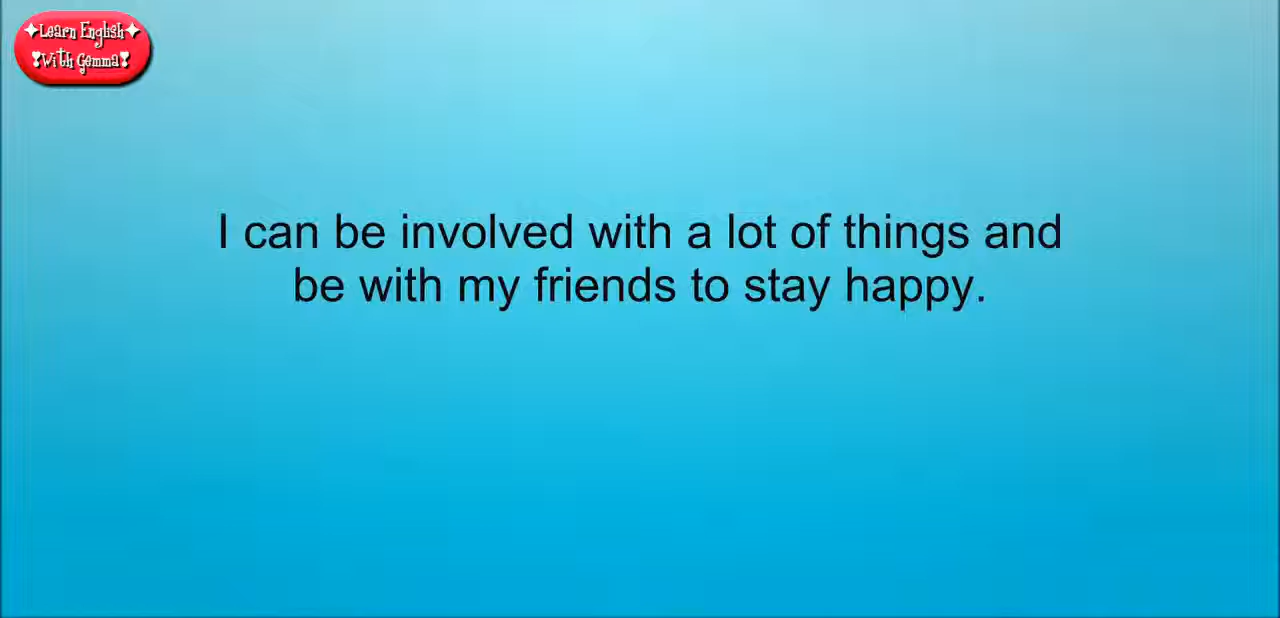 Learn English
With Gemma
I can be involved with a lot of things and
be with my friends to stay happy.